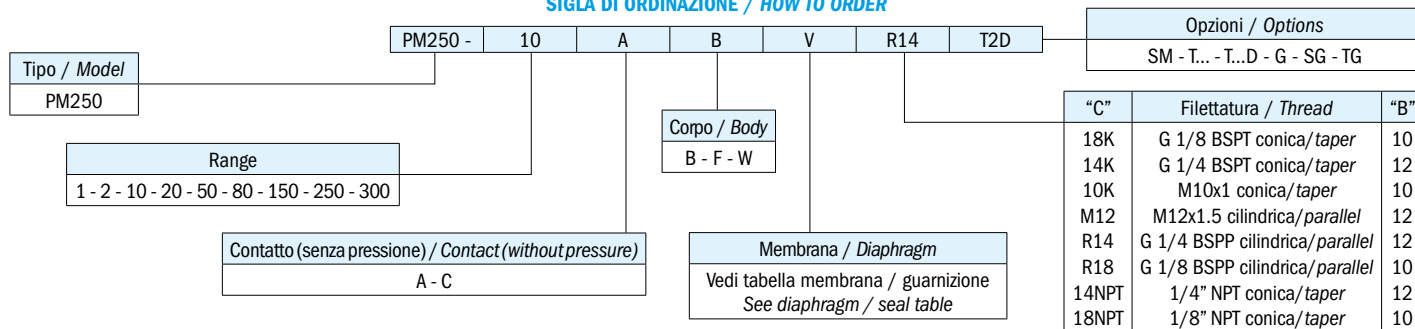 SIGLA DI ORDINAZIONE / HOW TO ORDER
PM250 - 10 A B V R14 T2D
Opzioni / Options
SM - T... - T...D - G - SG - TG
Tipo / Model
PM250
"C" Filettatura / Thread "B"
18K G 1/8 BSPT conica/taper 10
14K G 1/4 BSPT conica/taper 12
10K M10x1 conica/taper 10
M12 M12x1.5 cilindrica/parallel 12
R14 G 1/4 BSPP cilindrica/parallel 12
R18 G 1/8 BSPP cilindrica/parallel 10
14NPT 1/4” NPT conica/taper 12
18NPT 1/8” NPT conica/taper 10
Corpo / Body
B - F - W
Range
1 - 2 - 10 - 20 - 50 - 80 - 150 - 250 - 300
Contatto (senza pressione) / Contact (without pressure)
A - C
Membrana / Diaphragm
Vedi tabella membrana / guarnizione
See diaphragm / seal table